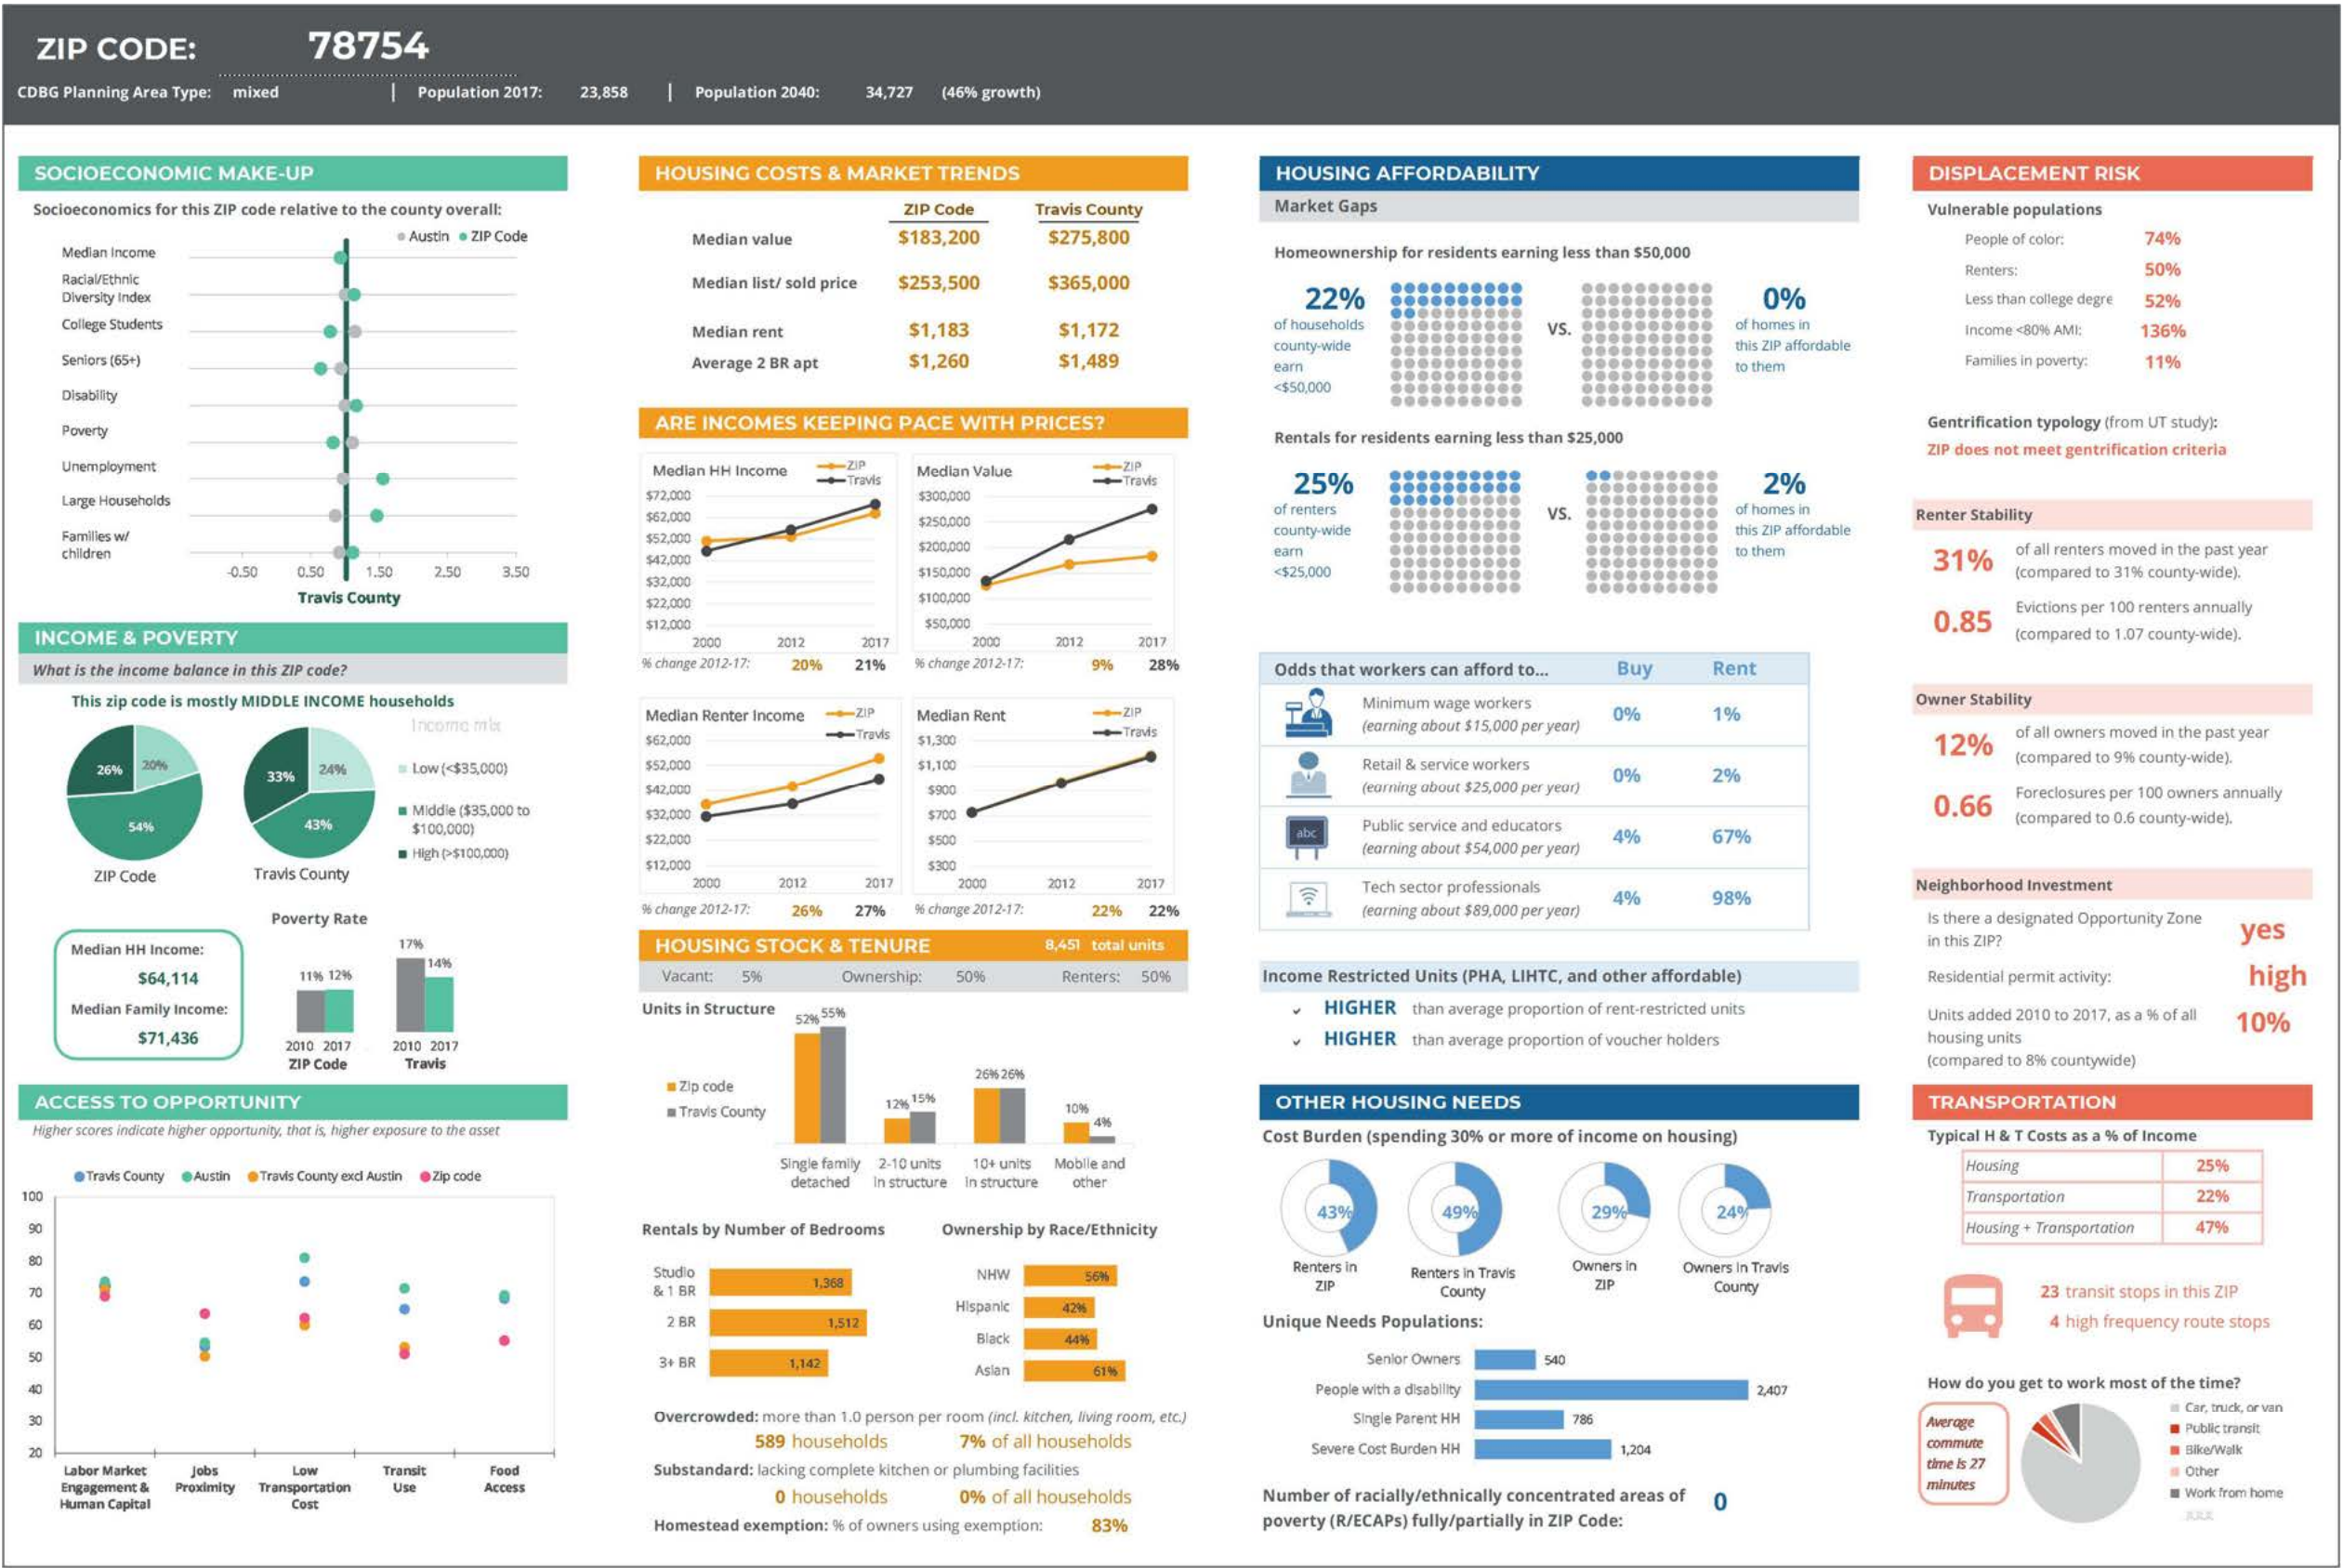 ZIP CODE: 78754
CDBG Planning Area Type: mixed | Population 2017: 23,858 | Population 2040: 34,727 (46% growth)
SOCIOECONOMIC MAKE-UP
Socioeconomics for this ZIP code relative to the county overall:
Austin ZIP Code
Median Income
Racial/Ethnic
Diversity Index
College Students
Seniors (65+)
Disability
Poverty
Unemployment
Large Households
Families w/
children
-0.50 0.50 1.50 2.50 3.50
Travis County
INCOME & POVERTY
What is the income balance in this ZIP code?
This zip code is mostly MIDDLE INCOME households
Income mix
26% 20% 54%
33% 24% 43%
Low (<$35,000)
Middle ($35,000 to
$100,000)
High (>$100,000)
ZIP Code Travis County
Poverty Rate
Median HH Income:
$64,114
Median Family Income:
$71,436
11% 12% 17% 14%
2010 2017 2010 2017
ZIP Code Travis
ACCESS TO OPPORTUNITY
Higher scores indicate higher opportunity, that is, higher exposure to the asset
Travis County Austin Travis County excl Austin Zip code
100
90
80
70
60
50
40
30
20
Labor Market
Engagement &
Human Capital
Jobs
Proximity
Low
Transportation
Cost
Transit
Use
Food
Access
HOUSING COSTS & MARKET TRENDS
ZIP Code Travis County
Median value $183,200 $275,800
Median list/ sold price $253,500 $365,000
Median rent $1,183 $1,172
Average 2 BR apt $1,260 $1,489
ARE INCOMES KEEPING PACE WITH PRICES?
Median HH Income
ZIP
Travis
$72,000
$62,000
$52,000
$42,000
$32,000
$22,000
$12,000
2000 2012 2017
% change 2012-17: 20% 21%
Median Value
ZIP
Travis
$300,000
$250,000
$200,000
$150,000
$100,000
$50,000
2000 2012 2017
% change 2012-17: 9% 28%
Median Renter Income
ZIP
Travis
$62,000
$52,000
$42,000
$32,000
$22,000
$12,000
2000 2012 2017
% change 2012-17: 26% 27%
Median Rent
ZIP
Travis
$1,300
$1,100
$900
$700
$500
$300
2000 2012 2017
% change 2012-17: 22% 22%
HOUSING STOCK & TENURE 8,451 total units
Vacant: 5% Ownership: 50% Renters: 50%
Units in Structure
Zip code
Travis County
52% 55%
12% 15%
26% 26%
10% 4%
Single family
detached
2-10 units
in structure
10+ units
in structure
Mobile and
other
Rentals by Number of Bedrooms
Studio
& 1 BR
1,368
2 BR 1,512
3+ BR 1,142
Ownership by Race/Ethnicity
NHW 56%
Hispanic 42%
Black 44%
Asian 61%
Overcrowded: more than 1.0 person per room (incl. kitchen, living room, etc.)
589 households 7% of all households
Substandard: lacking complete kitchen or plumbing facilities
0 households 0% of all households
Homestead exemption: % of owners using exemption: 83%
HOUSING AFFORDABILITY
Market Gaps
Homeownership for residents earning less than $50,000
22%
of households
county-wide
earn
<$50,000
VS.
0%
of homes in
this ZIP affordable
to them
Rentals for residents earning less than $25,000
25%
of renters
county-wide
earn
<$25,000
VS.
2%
of homes in
this ZIP affordable
to them
Odds that workers can afford to... Buy Rent
Minimum wage workers
(earning about $15,000 per year)
0% 1%
Retail & service workers
(earning about $25,000 per year)
0% 2%
abc
Public service and educators
(earning about $54,000 per year)
4% 67%
Tech sector professionals
(earning about $89,000 per year)
4% 98%
Income Restricted Units (PHA, LIHTC, and other affordable)
HIGHER than average proportion of rent-restricted units
HIGHER than average proportion of voucher holders
OTHER HOUSING NEEDS
Cost Burden (spending 30% or more of income on housing)
43% 49% 29% 24%
Renters in
ZIP
Renters in Travis
County
Owners in
ZIP
Owners in Travis
County
Unique Needs Populations:
Senior Owners 540
People with a disability 2,407
Single Parent HH 786
Severe Cost Burden HH 1,204
Number of racially/ethnically concentrated areas of
poverty (R/ECAPs) fully/partially in ZIP Code: 0
DISPLACEMENT RISK
Vulnerable populations
People of color: 74%
Renters: 50%
Less than college degre 52%
Income <80% AMI: 136%
Families in poverty: 11%
Gentrification typology (from UT study):
ZIP does not meet gentrification criteria
Renter Stability
31% of all renters moved in the past year
(compared to 31% county-wide).
0.85 Evictions per 100 renters annually
(compared to 1.07 county-wide).
Owner Stability
12% of all owners moved in the past year
(compared to 9% county-wide).
0.66 Foreclosures per 100 owners annually
(compared to 0.6 county-wide).
Neighborhood Investment
Is there a designated Opportunity Zone
in this ZIP? yes
Residential permit activity: high
Units added 2010 to 2017, as a % of all
housing units 10%
(compared to 8% countywide)
TRANSPORTATION
Typical H & T Costs as a % of Income
Housing 25%
Transportation 22%
Housing + Transportation 47%
23 transit stops in this ZIP
4 high frequency route stops
How do you get to work most of the time?
Average
commute
time is 27
minutes
Car, truck, or van
Public transit
Bike/Walk
Other
Work from home